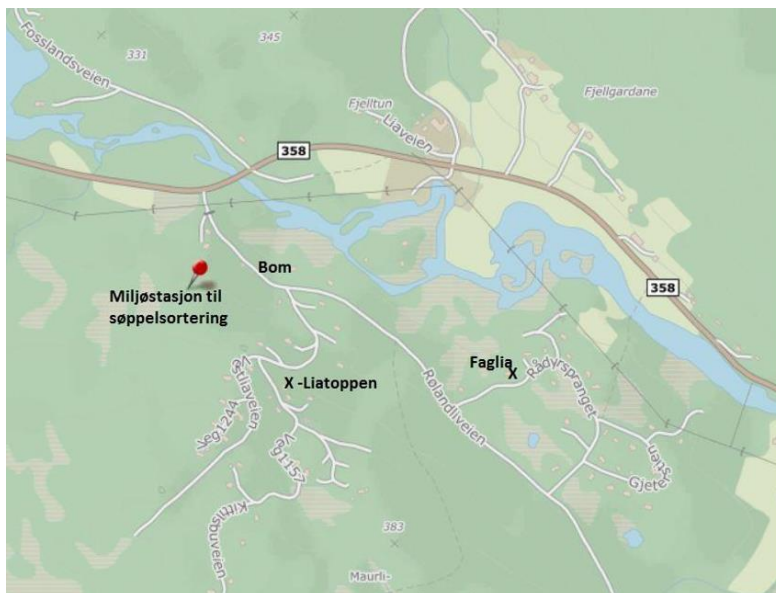 Fosslandsveien
345
331
Fjellgardane
Fjelltun
Liaveien
358
Bom
358
Miljøstasjon til
søppelsortering
Faglia
X
X -Liatoppen
Rådyrspranget
Vestliaveien
Rølandliveien
Veg1244
Veg1157
Gjeterstien
Kittilsbuveien
383
Maurli-